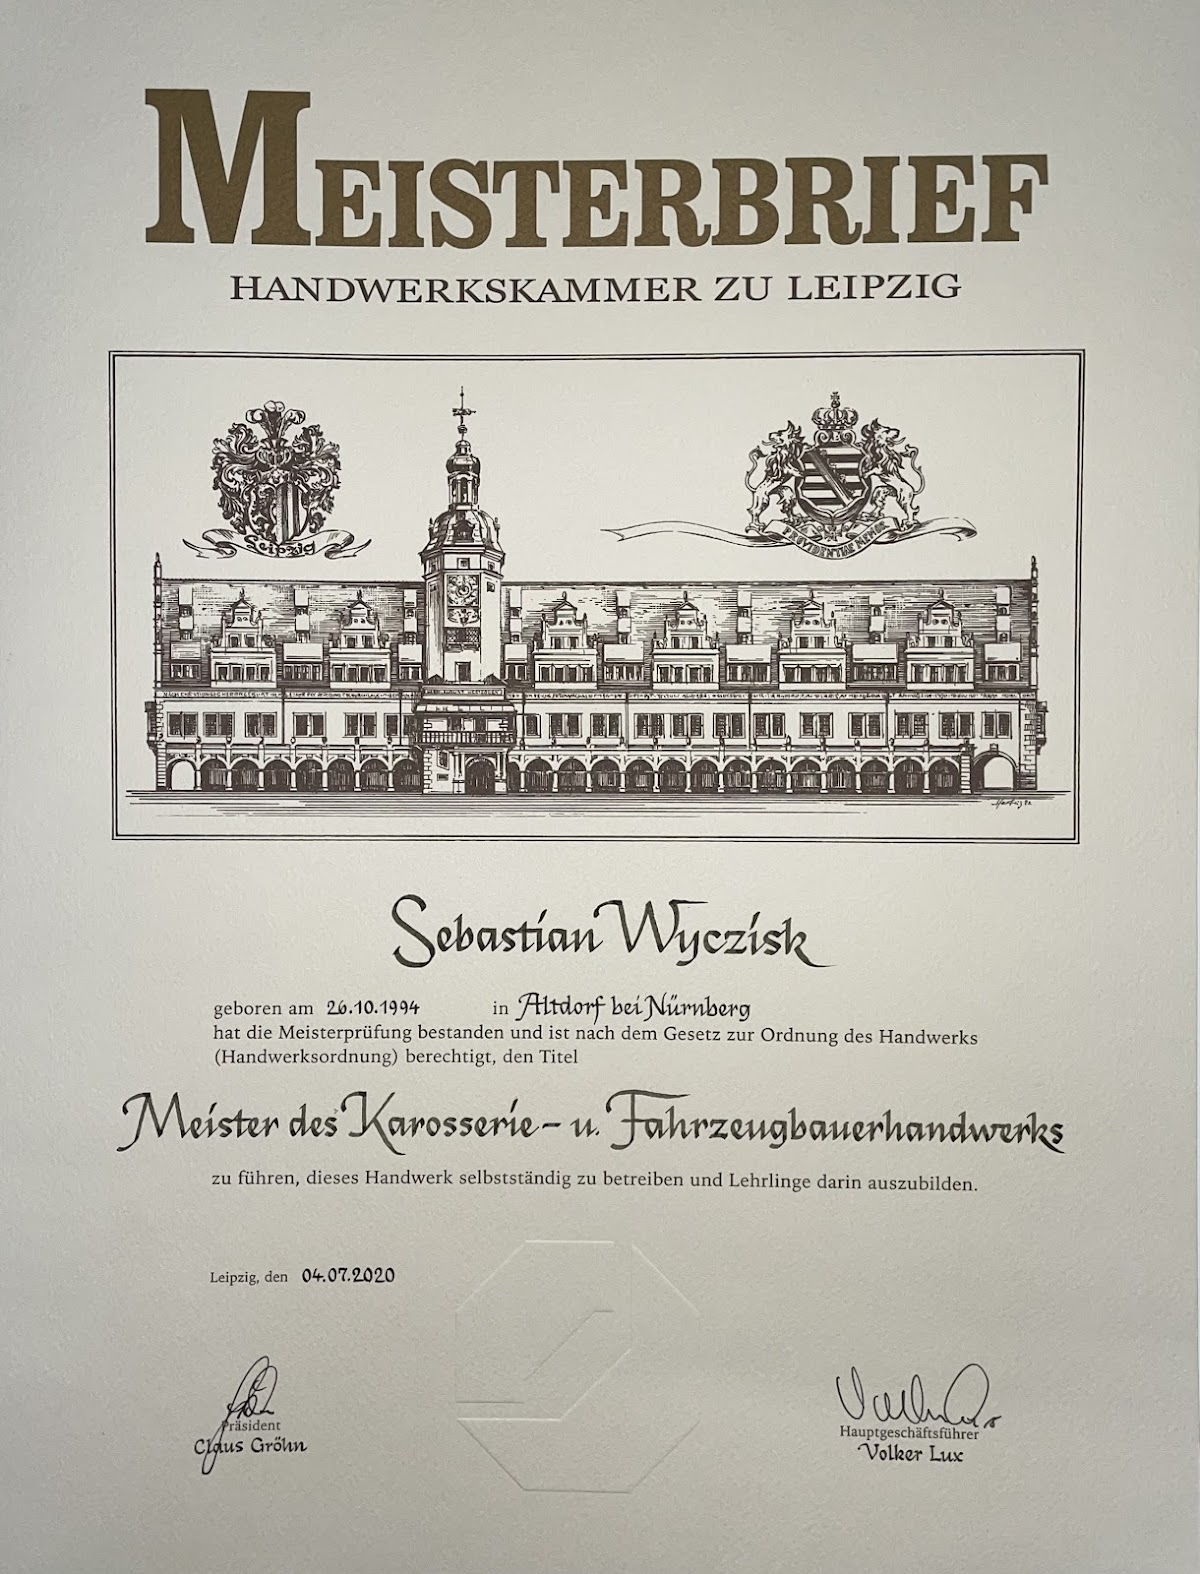 MEISTERBRIEF
HANDWERKSKAMMER ZU LEIPZIG
Leipzig
PROVIDENTIAE MEMOR
Sebastian Wyczisk
geboren am 26.10.1994 in Altdorf bei Nürnberg
hat die Meisterprüfung bestanden und ist nach dem Gesetz zur Ordnung des Handwerks
(Handwerksordnung) berechtigt, den Titel
Meister des Karosserie- u. Fahrzeugbauerhandwerks
zu führen, dieses Handwerk selbstständig zu betreiben und Lehrlinge darin auszubilden.
Leipzig, den 04.07.2020
Präsident
Claus Gröhn
Hauptgeschäftsführer
Volker Lux